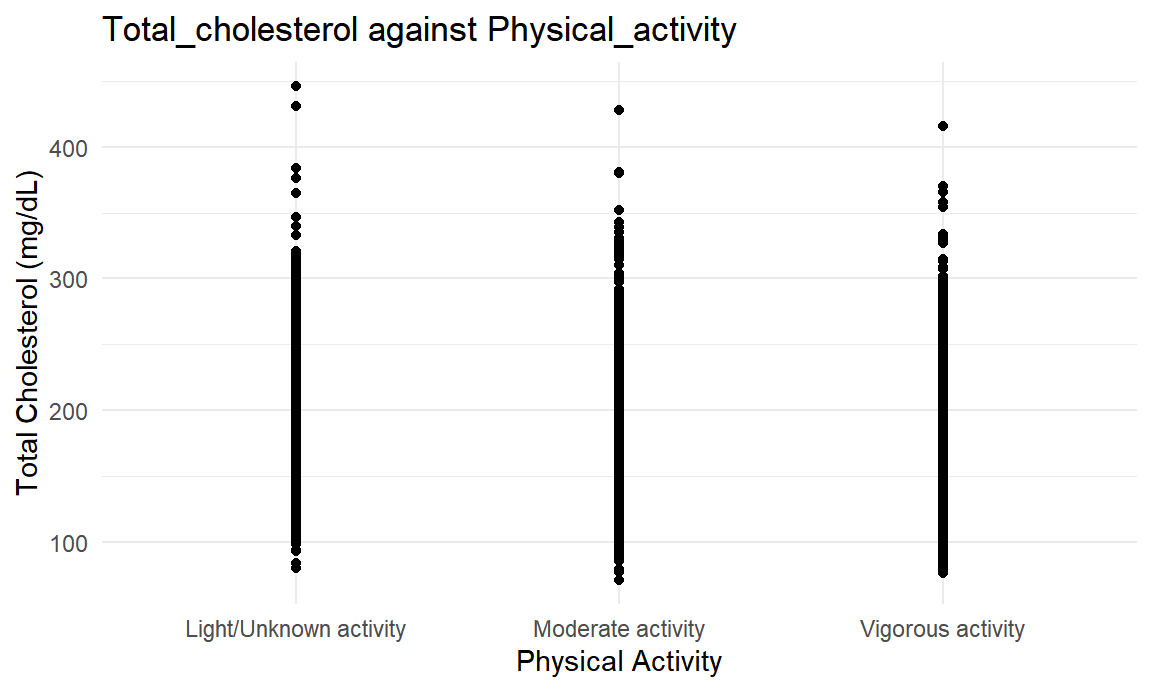 Total_cholesterol against Physical_activity
Total Cholesterol (mg/dL)
400
300
200
100
Light/Unknown activity
Moderate activity
Vigorous activity
Physical Activity